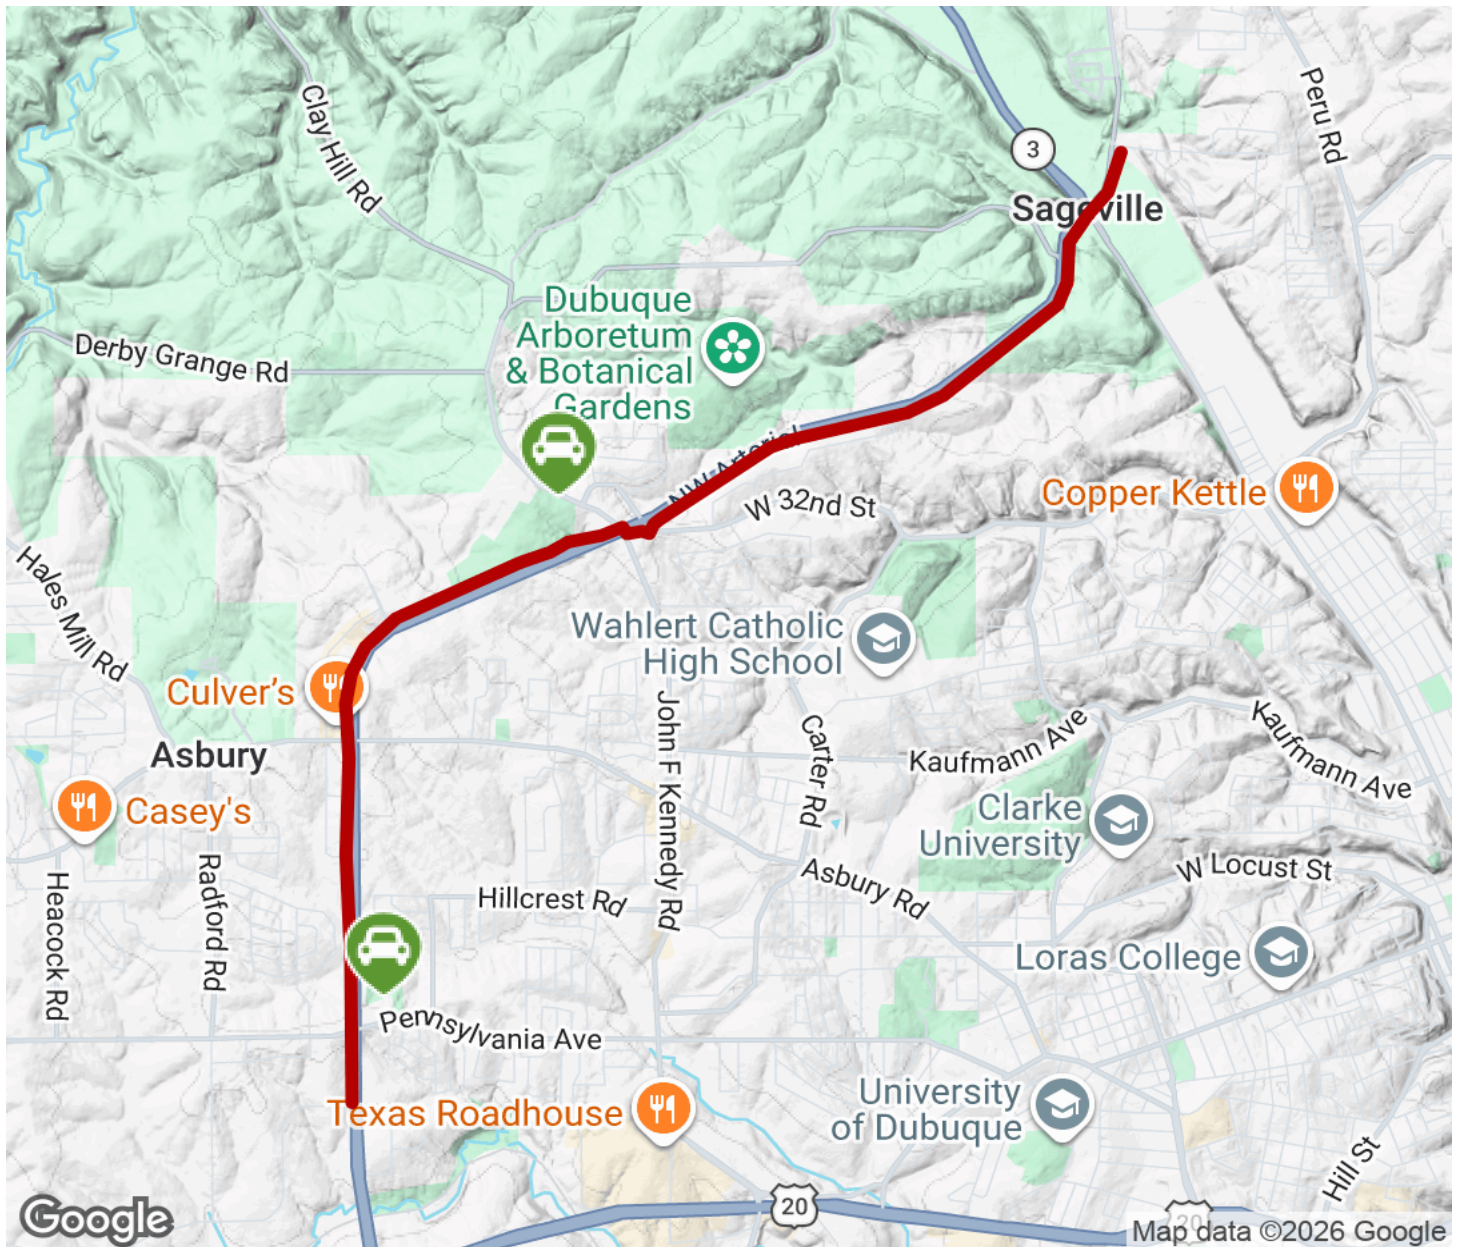 Peru Rd
Clay Hill Rd
3
Sageville
Dubuque
Arboretum
& Botanical
Gardens
Derby Grange Rd
NW Arterial
W 32nd St
Copper Kettle
Hales Mill Rd
Wahlert Catholic
High School
Culver's
Asbury
John F Kennedy Rd
Carter Rd
Kaufmann Ave
Kaufmann Ave
Casey's
Clarke
University
Radford Rd
Heacock Rd
Hillcrest Rd
Asbury Rd
W Locust St
Loras College
Pennsylvania Ave
Texas Roadhouse
University
of Dubuque
Hill St
20
20
Google
Map data ©2026 Google